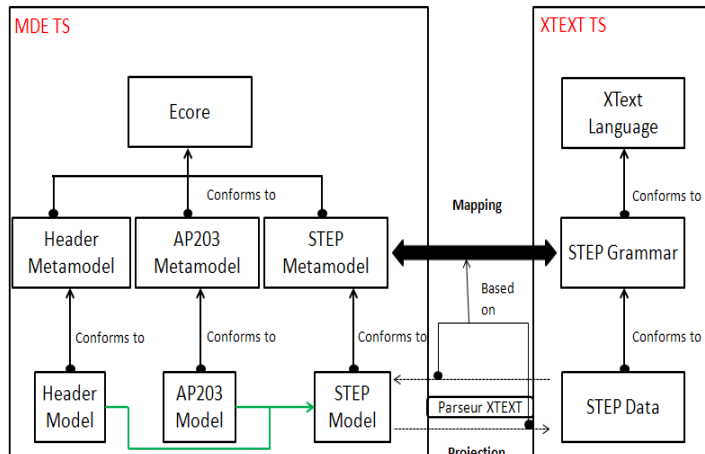 MDE TS
XTEXT TS
Ecore
XText
Language
Conforms to
Conforms to
Mapping
Header
Metamodel
AP203
Metamodel
STEP
Metamodel
STEP Grammar
Based
on
Conforms to
Conforms to
Conforms to
Conforms to
Header
Model
AP203
Model
STEP
Model
Parseur XTEXT
STEP Data
Projection